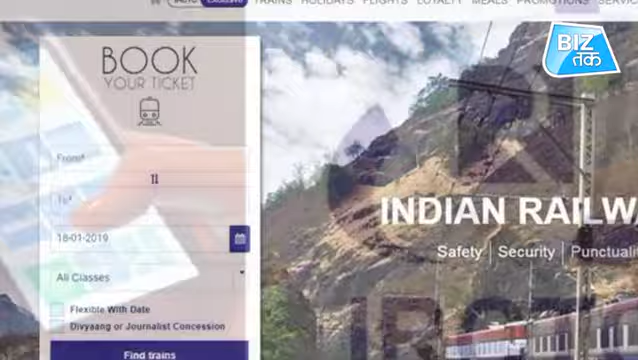 TRAINS HOLIDAYS FLIGHTS LOYALTY MEALS PROMOTIONS
BIZ
तक
BOOK
YOUR TICKET
From*
To*
18-01-2019
All Classes
Flexible With Date
Divyaang or Journalist Concession
Find trains
INDIAN RAILWA
Safety | Security | Punctuali